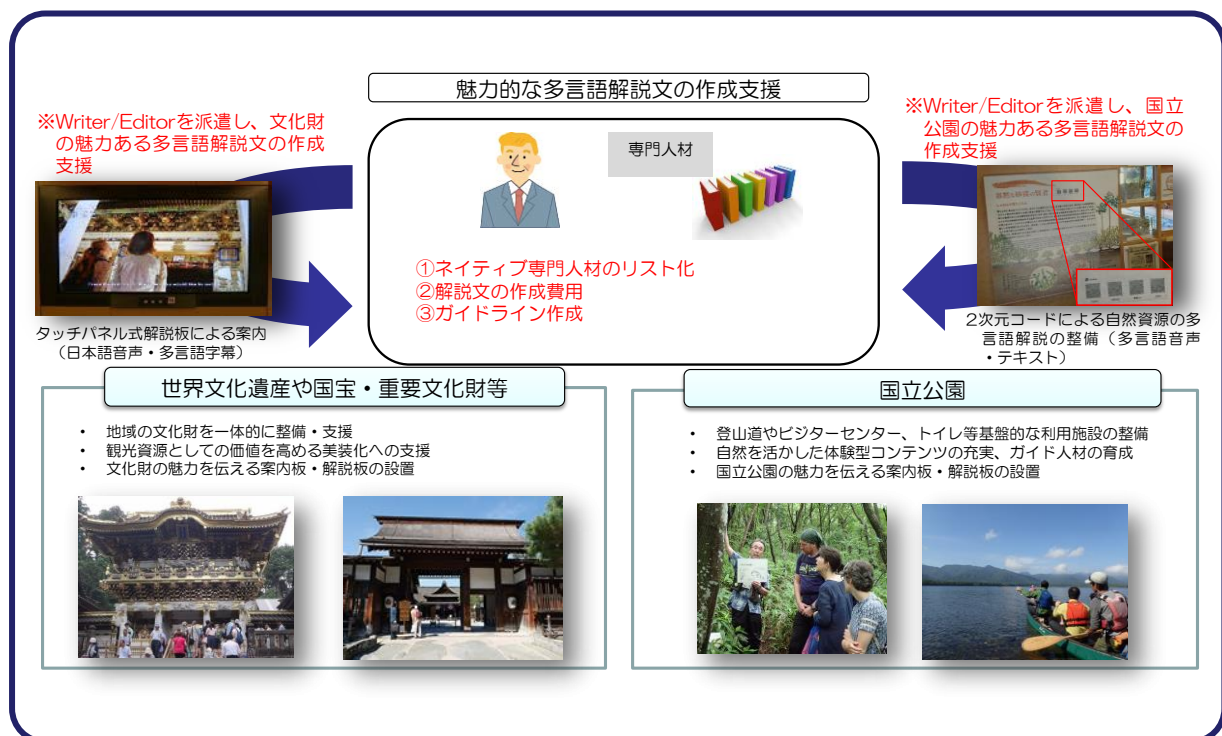 魅力的な多言語解説文の作成支援
※Writer/Editorを派遣し、文化財
の魅力ある多言語解説文の作成
支援
※Writer/Editorを派遣し、国立
公園の魅力ある多言語解説文の
作成支援
専門人材
①ネイティブ専門人材のリスト化
②解説文の作成費用
③ガイドライン作成
タッチパネル式解説板による案内
（日本語音声・多言語字幕）
2次元コードによる自然資源の多
言語解説の整備（多言語音声
・テキスト）
世界文化遺産や国宝・重要文化財等
・ 地域の文化財を一体的に整備・支援
・ 観光資源としての価値を高める美装化への支援
・ 文化財の魅力を伝える案内板・解説板の設置
国立公園
・ 登山道やビジターセンター、トイレ等基盤的な利用施設の整備
・ 自然を活かした体験型コンテンツの充実、ガイド人材の育成
・ 国立公園の魅力を伝える案内板・解説板の設置